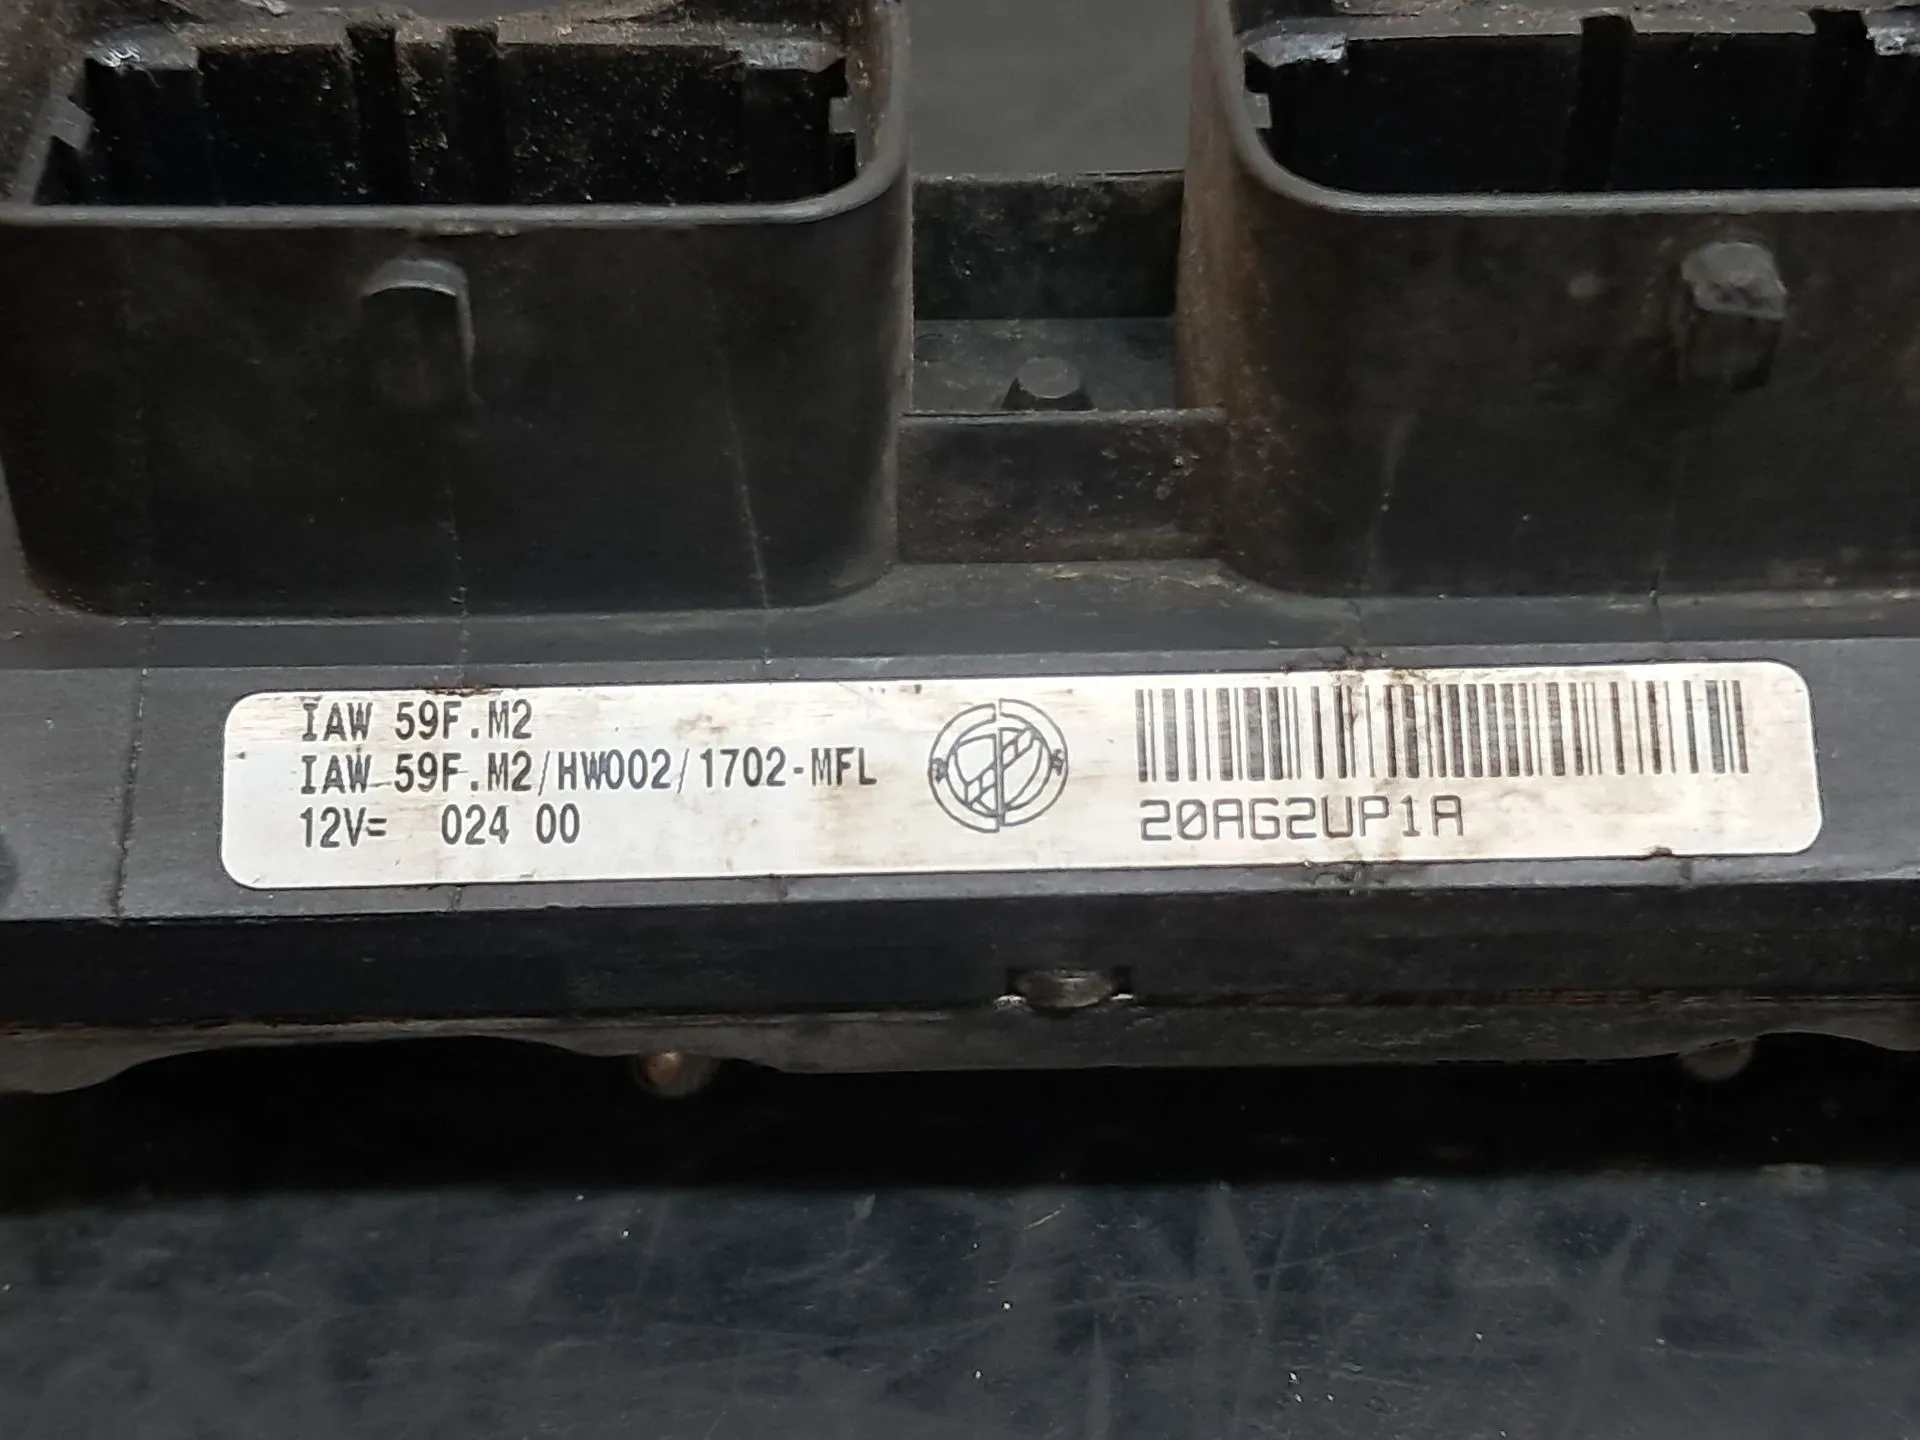 IAW 59F.M2
IAW 59F.M2/HW002/1702-MFL
12V= 024 00
20AG2UP1A